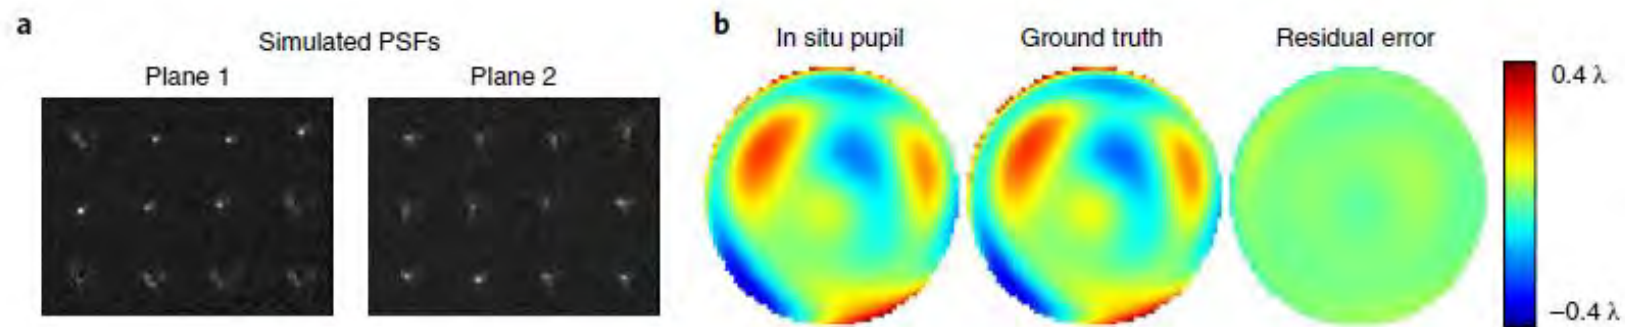 a
Simulated PSFs
Plane 1
Plane 2
b
In situ pupil
Ground truth
Residual error
0.4 λ
−0.4 λ